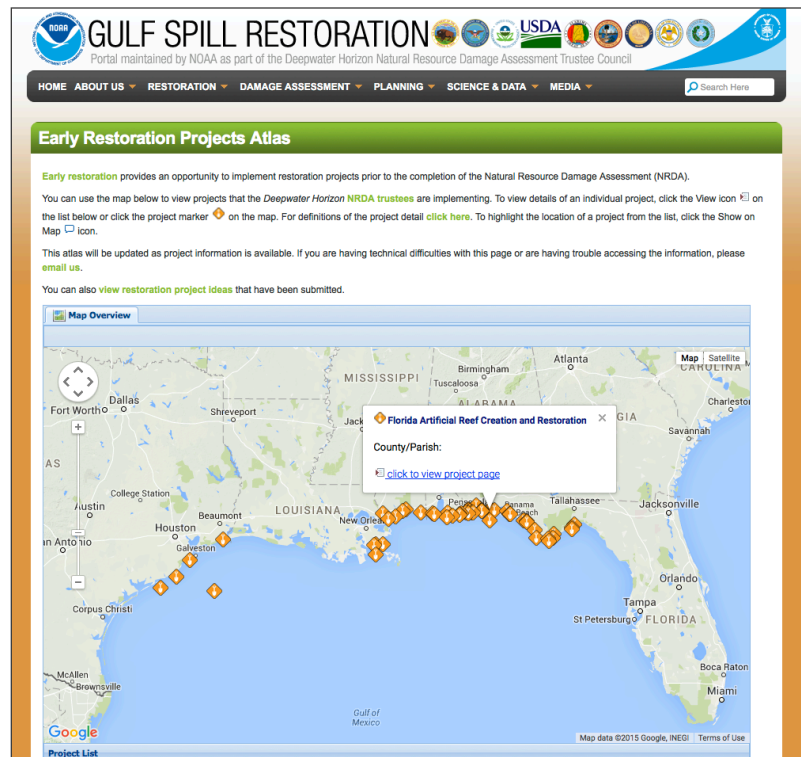 NOAA
GULF SPILL RESTORATION
USDA
Portal maintained by NOAA as part of the Deepwater Horizon Natural Resource Damage Assessment Trustee Council
HOME ABOUT US RESTORATION DAMAGE ASSESSMENT PLANNING SCIENCE & DATA MEDIA
Search Here
Early Restoration Projects Atlas
Early restoration provides an opportunity to implement restoration projects prior to the completion of the Natural Resource Damage Assessment (NRDA).
You can use the map below to view projects that the Deepwater Horizon NRDA trustees are implementing. To view details of an individual project, click the View icon on
the list below or click the project marker on the map. For definitions of the project detail click here. To highlight the location of a project from the list, click the Show on
Map icon.
This atlas will be updated as project information is available. If you are having technical difficulties with this page or are having trouble accessing the information, please
email us.
You can also view restoration project ideas that have been submitted.
Map Overview
Map Satellite
Atlanta
Birmingham
CAROLINA
MISSISSIPPI
Tuscaloosa
Dallas
Fort Worth
Shreveport
ALABAMA
Charleston
Jack
GIA
Savannah
Florida Artificial Reef Creation and Restoration
County/Parish:
click to view project page
AS
College Station
Austin
LOUISIANA
Beaumont
Houston
New Orlea
Pens
Panama
Beach
Tallahassee
Jacksonville
an Antonio
Galveston
Orlando
Corpus Christi
Tampa
St Petersburg
FLORIDA
McAllen
Brownsville
Boca Raton
Miami
Gulf of
Mexico
Google
Map data ©2015 Google, INEGI Terms of Use
Project List